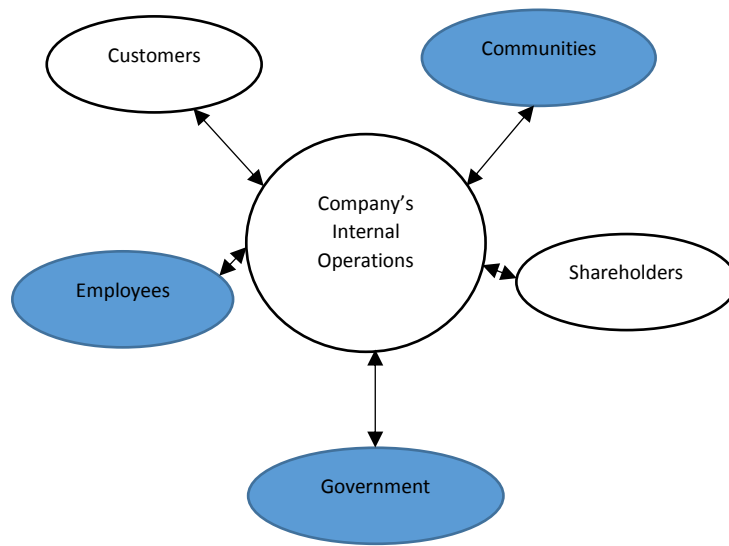 Customers
Communities
Company’s
Internal
Operations
Employees
Shareholders
Government